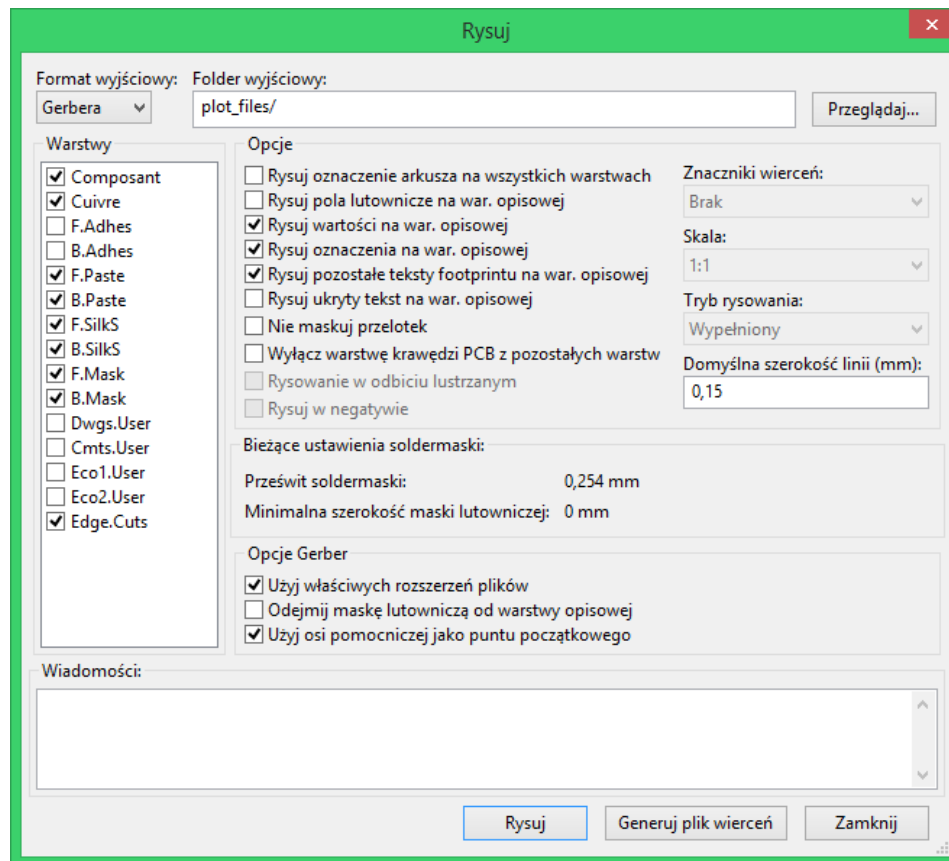 Rysuj
Format wyjściowy:
Folder wyjściowy:
Gerbera
plot_files/
Przeglądaj...
Warstwy
Composant
Cuivre
F.Adhes
B.Adhes
F.Paste
B.Paste
F.SilkS
B.SilkS
F.Mask
B.Mask
Dwgs.User
Cmts.User
Eco1.User
Eco2.User
Edge.Cuts
Opcje
Rysuj oznaczenie arkusza na wszystkich warstwach
Rysuj pola lutownicze na war. opisowej
Rysuj wartości na war. opisowej
Rysuj oznaczenia na war. opisowej
Rysuj pozostałe teksty footprintu na war. opisowej
Rysuj ukryty tekst na war. opisowej
Nie maskuj przelotek
Wyłącz warstwę krawędzi PCB z pozostałych warstw
Rysowanie w odbiciu lustrzanym
Rysuj w negatywie
Znaczniki wierceń:
Brak
Skala:
1:1
Tryb rysowania:
Wypełniony
Domyślna szerokość linii (mm):
0,15
Bieżące ustawienia soldermaski:
Prześwit soldermaski: 0,254 mm
Minimalna szerokość maski lutowniczej: 0 mm
Opcje Gerber
Użyj właściwych rozszerzeń plików
Odejmij maskę lutowniczą od warstwy opisowej
Użyj osi pomocniczej jako puntu początkowego
Wiadomości:
Rysuj
Generuj plik wierceń
Zamknij